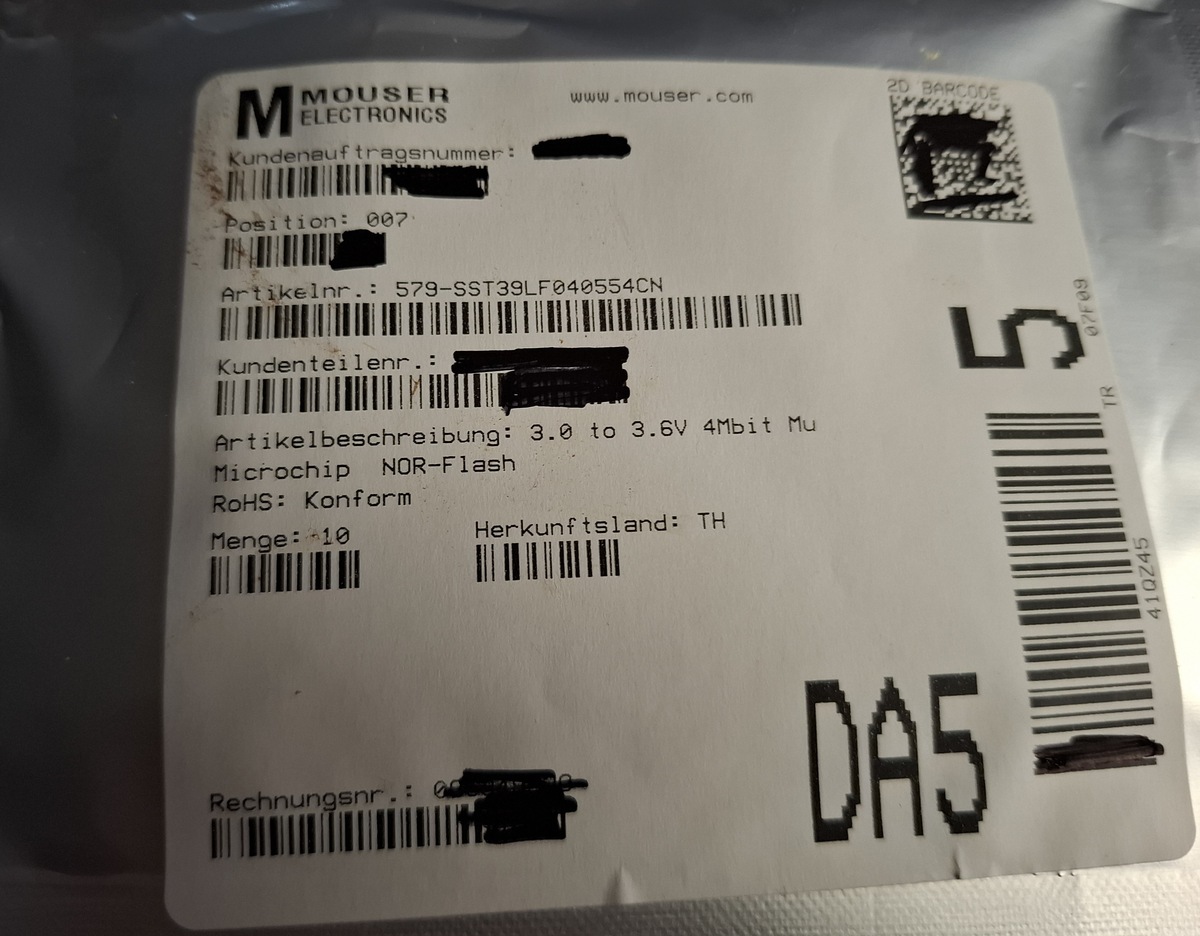 MOUSER
ELECTRONICS
www.mouser.com
2D BARCODE
Kundenauftragsnummer:
Position: 007
Artikelnr.: 579-SST39LF040554CN
Kundenteilenr.:
Artikelbeschreibung: 3.0 to 3.6V 4Mbit Mu
Microchip NOR-Flash
RoHS: Konform
Menge: 10
Herkunftsland: TH
Rechnungsnr.:
DA5
5
07F09
TR
41QZ45